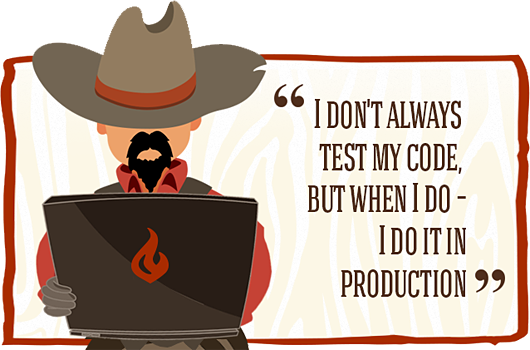 “ I DON'T ALWAYS
TEST MY CODE,
BUT WHEN I DO -
I DO IT IN
PRODUCTION ”